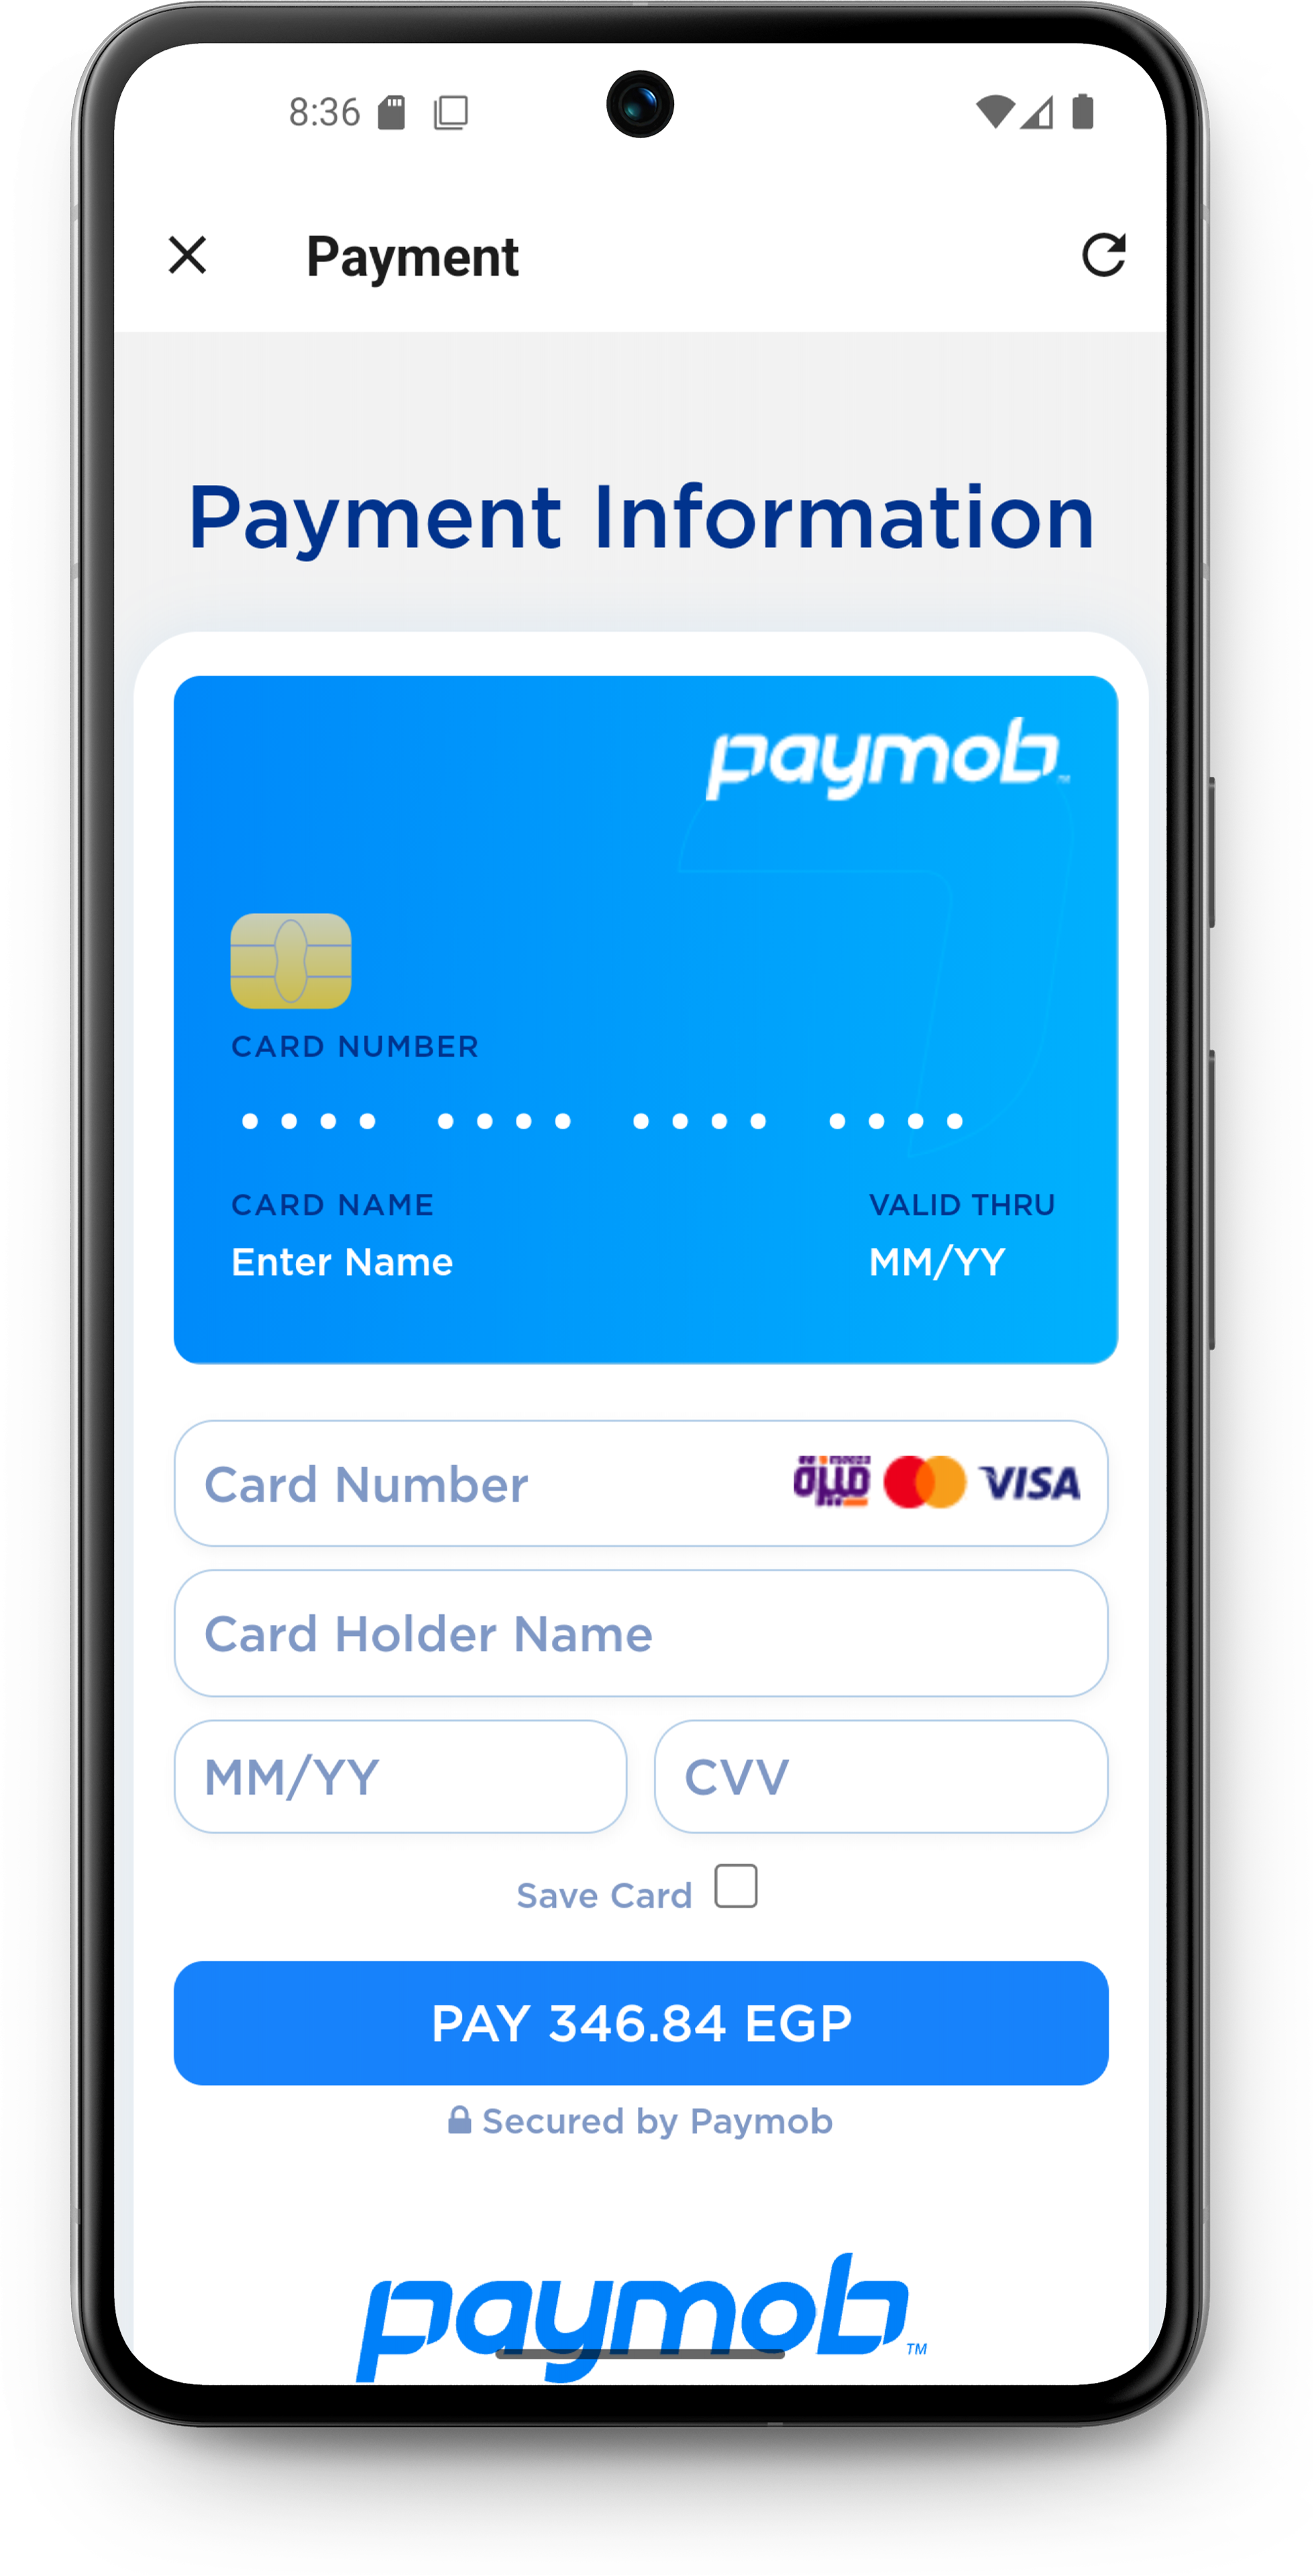 8:36
Payment
Payment Information
paymob
CARD NUMBER
CARD NAME
VALID THRU
Enter Name
MM/YY
Card Number
ميزة
VISA
Card Holder Name
MM/YY
CVV
Save Card
PAY 346.84 EGP
Secured by Paymob
paymob™